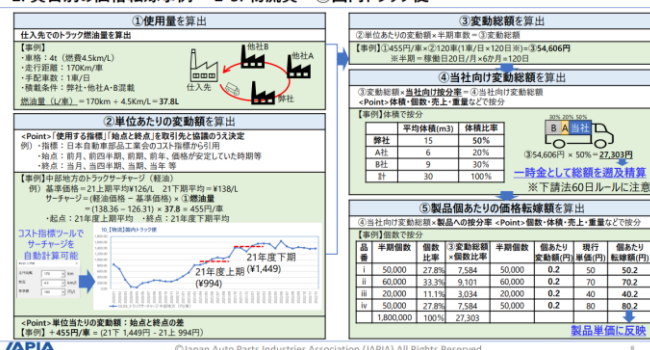 ①使用量を算出
仕入先でのトラック燃油量を算出
【事例】
・車格:4t(燃費4.5km/L)
・走行距離:170Km/車
・手配車数:1車/日
・積載条件:弊社・他社A・B混載
燃油量(L/車)=170km ÷ 4.5Km/L= 37.8L
他社B
他社A
仕入先
弊社
②単位あたりの変動額を算出
<Point>「使用する指標」「始点と終点」を取引先と協議のうえ決定
例)・指標:日本自動車部品工業会のコスト指標から引用
・始点:前月、前四半期、前期、前年、価格が安定していた時期等
・終点:当月、当四半期、当期、当年 等
【事例】中部地方のトラックサーチャージ(軽油)
例)基準価格=21上期平均¥126/L 21下期平均=¥138/L
サーチャージ=(軽油価格 − 基準価格)× ①燃油量
=(138.36 − 126.31)× 37.8 = 455円/車
・起点:21年度上期平均 ・終点:21年度下期平均
コスト指標ツールで
サーチャージを
自動計算可能
10.【物流】国内トラック便
21年度上期
(¥994)
21年度下期
(¥1,449)
<Point>単位当たりの変動額:始点と終点の差
【事例】+455円/車 =(21下 1,449円 - 21上 994円)
③変動総額を算出
②単位あたりの変動額×半期車数=③変動総額
【事例】①455円/車×②120車(1車/日×120日※)=③54,606円
※半期=稼働日20日/月×6か月=120日
④当社向け変動総額を算出
③変動総額×当社向け按分率=④当社向け変動総額
<Point>体積・個数・売上・重量などで按分
【事例】体積で按分
平均体積(m3) 体積比率
弊社 15 50%
A社 6 20%
B社 9 30%
計 30 100%
30% 20% 50%
B A 当社
③54,606円 × 50%=27,303円
一時金として総額を遡及精算
※下請法60日ルールに注意
⑤製品個あたりの価格転嫁額を算出
④当社向け変動総額×製品への按分率 <Point>個数・体積・売上・重量などで按分
【事例】個数で按分
品番 半期個数 個数比率 ③変動総額×個数比率 半期個数 個あたり変動額(円) 現行単価(円) 個あたり転嫁額(円)
i 50,000 27.8% 7,584 50,000 0.2 50 50.2
ii 60,000 33.3% 9,101 60,000 0.2 70 70.2
iii 20,000 11.1% 3,034 20,000 0.2 40 40.2
iv 50,000 27.8% 7,584 50,000 0.2 80 80.2
1,800,000 100% 27,303
製品単価に反映
JAPIA
©Japan Auto Parts Industries Association (JAPIA) All Rights Reserved